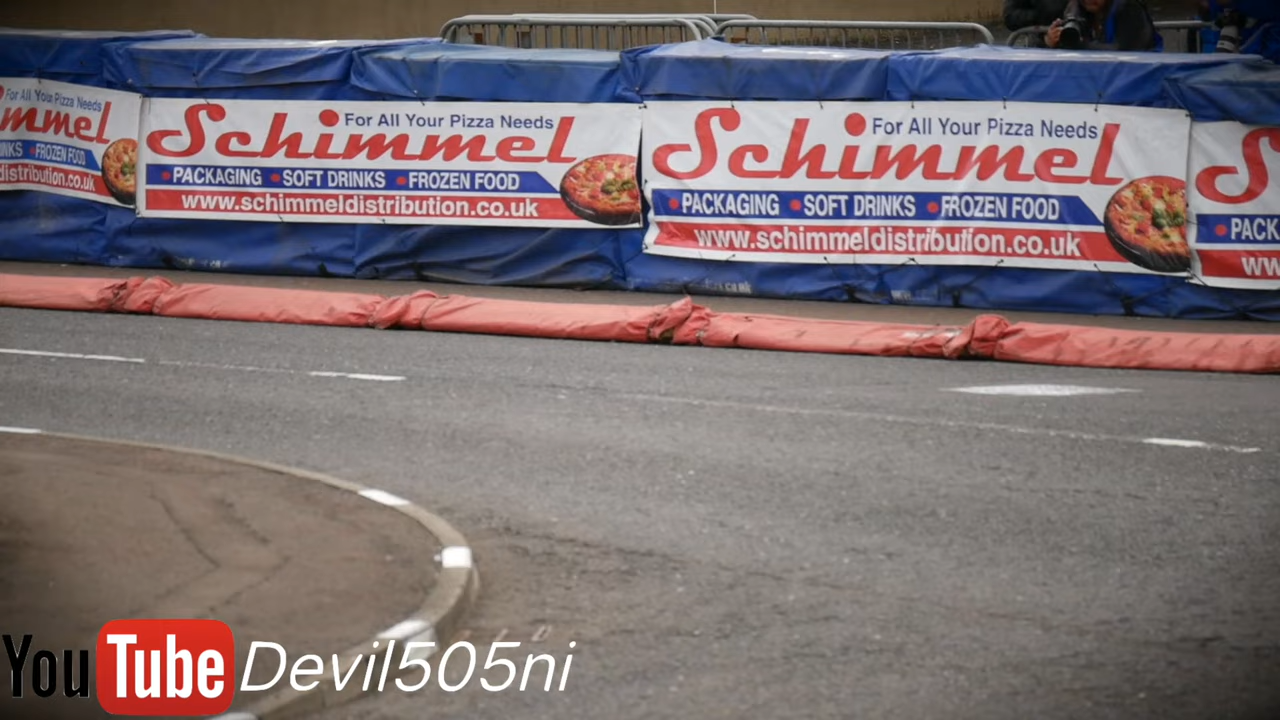 For All Your Pizza Needs
mmel
NKS • FROZEN FOOD
distribution.co.uk
For All Your Pizza Needs
Schimmel
• PACKAGING • SOFT DRINKS • FROZEN FOOD
www.schimmeldistribution.co.uk
For All Your Pizza Needs
Schimmel
• PACKAGING • SOFT DRINKS • FROZEN FOOD
www.schimmeldistribution.co.uk
S
• PACK
ww
YouTube Devil505ni